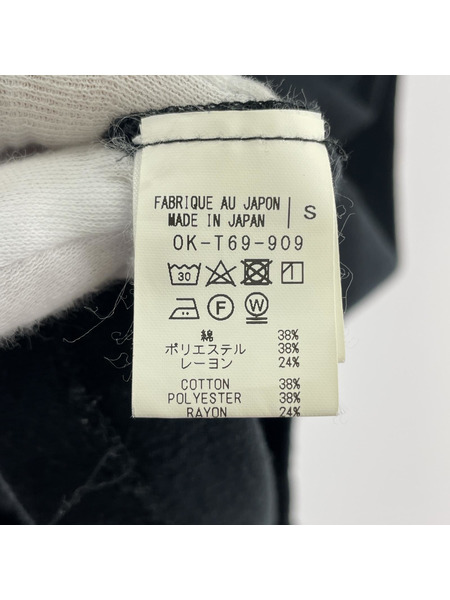 FABRIQUE AU JAPON
MADE IN JAPAN
S
OK-T69-909
30
F
W
綿 38%
ポリエステル 38%
レーヨン 24%
COTTON 38%
POLYESTER 38%
RAYON 24%